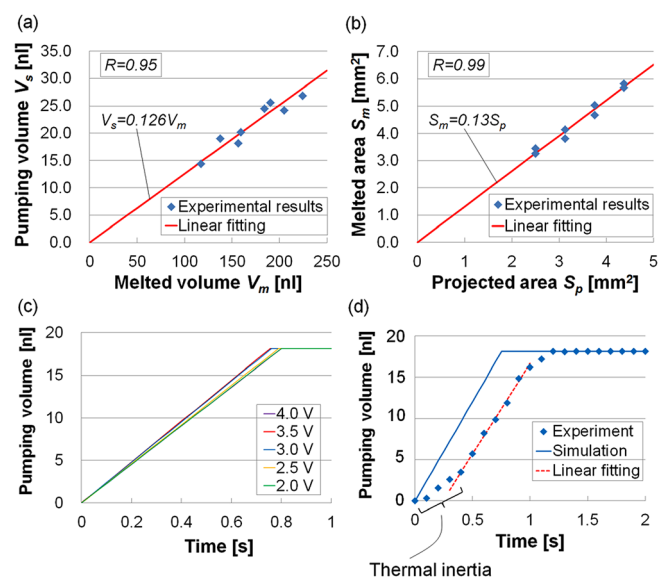 (a)
R=0.95
Vs=0.126Vm
Experimental results
Linear fitting
Pumping volume Vs [nl]
35.0
30.0
25.0
20.0
15.0
10.0
5.0
0.0
0
50
100
150
200
250
Melted volume Vm [nl]
(b)
R=0.99
Sm=0.13Sp
Experimental results
Linear fitting
Melted area Sm [mm²]
7.0
6.0
5.0
4.0
3.0
2.0
1.0
0.0
0
1
2
3
4
5
Projected area Sp [mm²]
(c)
Pumping volume [nl]
20
15
10
5
0
4.0 V
3.5 V
3.0 V
2.5 V
2.0 V
0
0.2
0.4
0.6
0.8
1
Time [s]
(d)
Pumping volume [nl]
20
15
10
5
0
Experiment
Simulation
Linear fitting
0
0.5
1
1.5
2
Time [s]
Thermal inertia